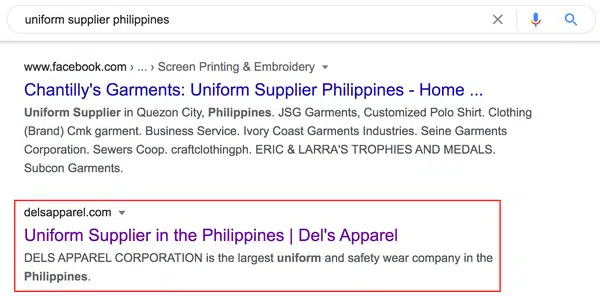 uniform supplier philippines
www.facebook.com › ... › Screen Printing & Embroidery
Chantilly's Garments: Uniform Supplier Philippines - Home ...
Uniform Supplier in Quezon City, Philippines. JSG Garments, Customized Polo Shirt. Clothing
(Brand) Cmk garment. Business Service. Ivory Coast Garments Industries. Seine Garments
Corporation. Sewers Coop. craftclothingph. ERIC & LARRA'S TROPHIES AND MEDALS.
Subcon Garments.
delsapparel.com
Uniform Supplier in the Philippines | Del's Apparel
DELS APPAREL CORPORATION is the largest uniform and safety wear company in the
Philippines.